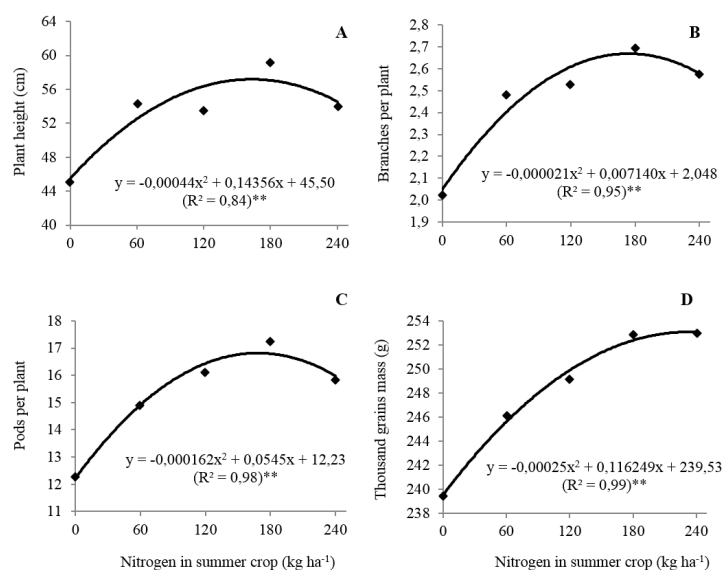 A
Plant height (cm)
64
60
56
52
48
44
40
y = -0,00044x² + 0,14356x + 45,50
(R² = 0,84)**
0 60 120 180 240
B
Branches per plant
2,8
2,7
2,6
2,5
2,4
2,3
2,2
2,1
2,0
1,9
y = -0,000021x² + 0,007140x + 2,048
(R² = 0,95)**
0 60 120 180 240
C
Pods per plant
18
17
16
15
14
13
12
11
y = -0,000162x² + 0,0545x + 12,23
(R² = 0,98)**
0 60 120 180 240
Nitrogen in summer crop (kg ha⁻¹)
D
Thousand grains mass (g)
254
252
250
248
246
244
242
240
238
y = -0,00025x² + 0,116249x + 239,53
(R² = 0,99)**
0 60 120 180 240
Nitrogen in summer crop (kg ha⁻¹)